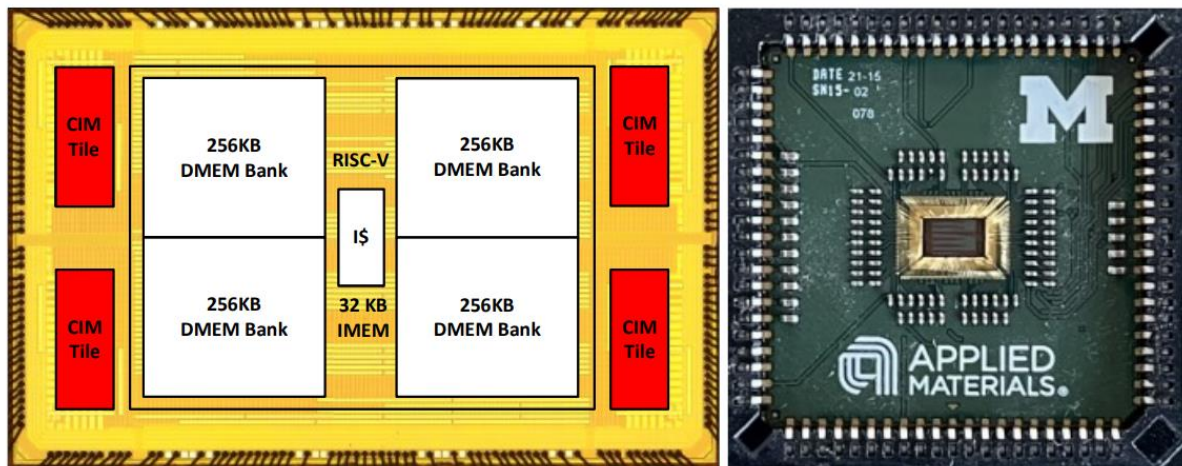 CIM
Tile
256KB
DMEM Bank
RISC-V
256KB
DMEM Bank
CIM
Tile
I$
CIM
Tile
256KB
DMEM Bank
32 KB
IMEM
256KB
DMEM Bank
CIM
Tile
DATE 21-15
SN15- 02
078
M
APPLIED
MATERIALS®